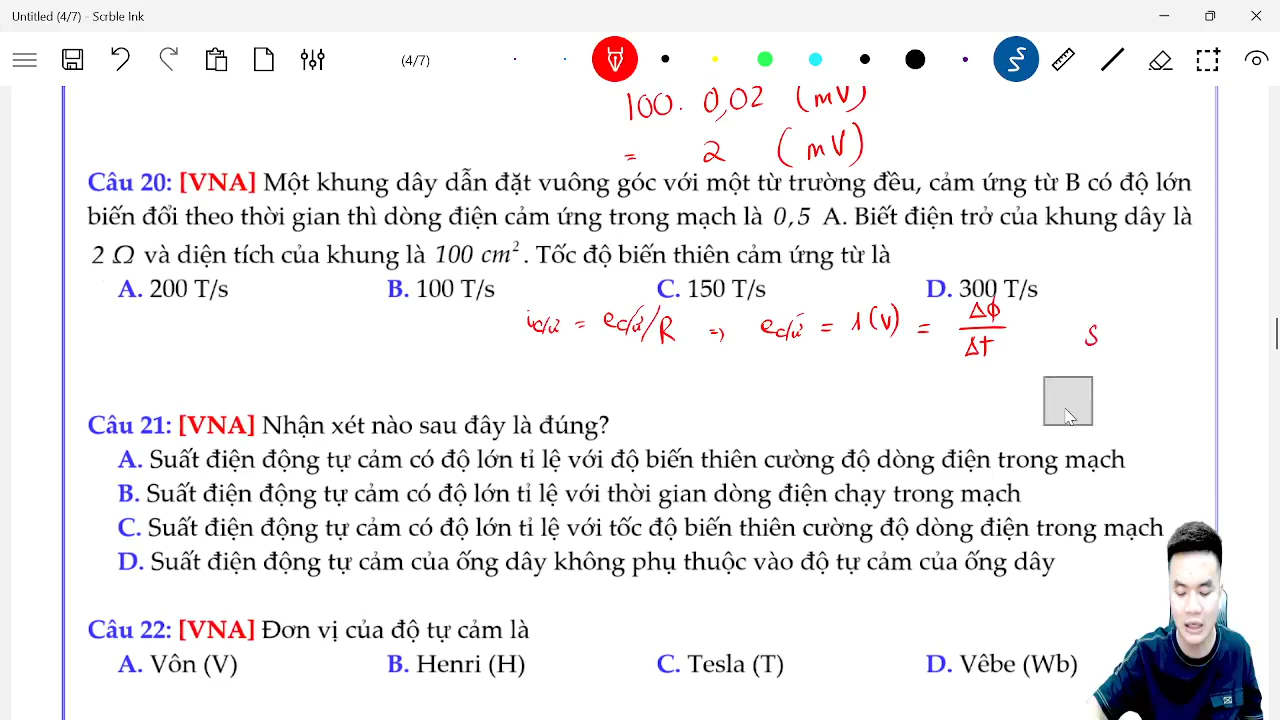 Untitled (4/7) - Scrble Ink
(4/7)
100. 0,02 (mV)
= 2 (mV)
Câu 20: [VNA] Một khung dây dẫn đặt vuông góc với một từ trường đều, cảm ứng từ B có độ lớn
biến đổi theo thời gian thì dòng điện cảm ứng trong mạch là 0,5 A. Biết điện trở của khung dây là
2 Ω và diện tích của khung là 100 cm². Tốc độ biến thiên cảm ứng từ là
A. 200 T/s B. 100 T/s C. 150 T/s D. 300 T/s
ic/ư = ec/ư/R => ec/ư = 1 (V) = ΔΦ/Δt S
Câu 21: [VNA] Nhận xét nào sau đây là đúng?
A. Suất điện động tự cảm có độ lớn tỉ lệ với độ biến thiên cường độ dòng điện trong mạch
B. Suất điện động tự cảm có độ lớn tỉ lệ với thời gian dòng điện chạy trong mạch
C. Suất điện động tự cảm có độ lớn tỉ lệ với tốc độ biến thiên cường độ dòng điện trong mạch
D. Suất điện động tự cảm của ống dây không phụ thuộc vào độ tự cảm của ống dây
Câu 22: [VNA] Đơn vị của độ tự cảm là
A. Vôn (V) B. Henri (H) C. Tesla (T) D. Vêbe (Wb)